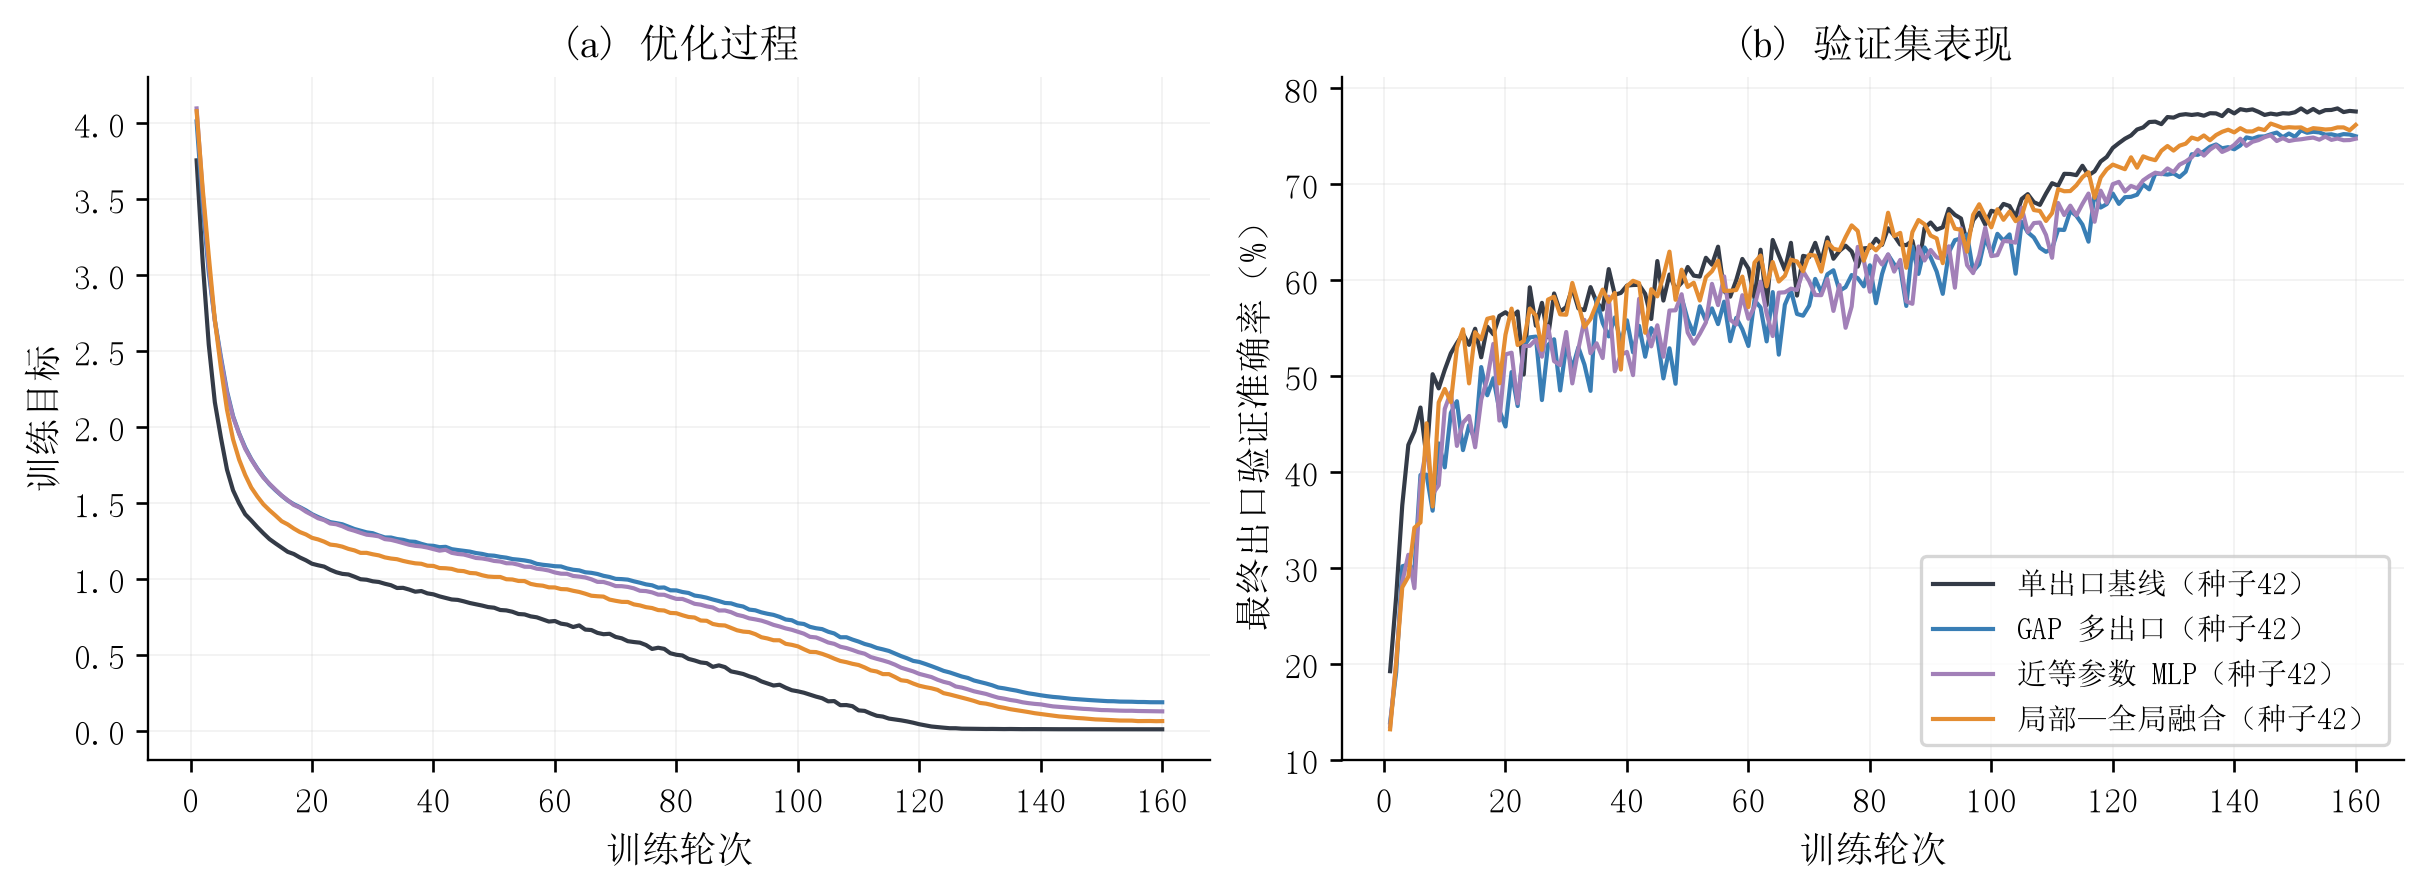 (a) 优化过程
训练目标
4.0
3.5
3.0
2.5
2.0
1.5
1.0
0.5
0.0
0 20 40 60 80 100 120 140 160
训练轮次
(b) 验证集表现
最终出口验证准确率（%）
80
70
60
50
40
30
20
10
0 20 40 60 80 100 120 140 160
训练轮次
单出口基线（种子42）
GAP 多出口（种子42）
近等参数 MLP（种子42）
局部—全局融合（种子42）